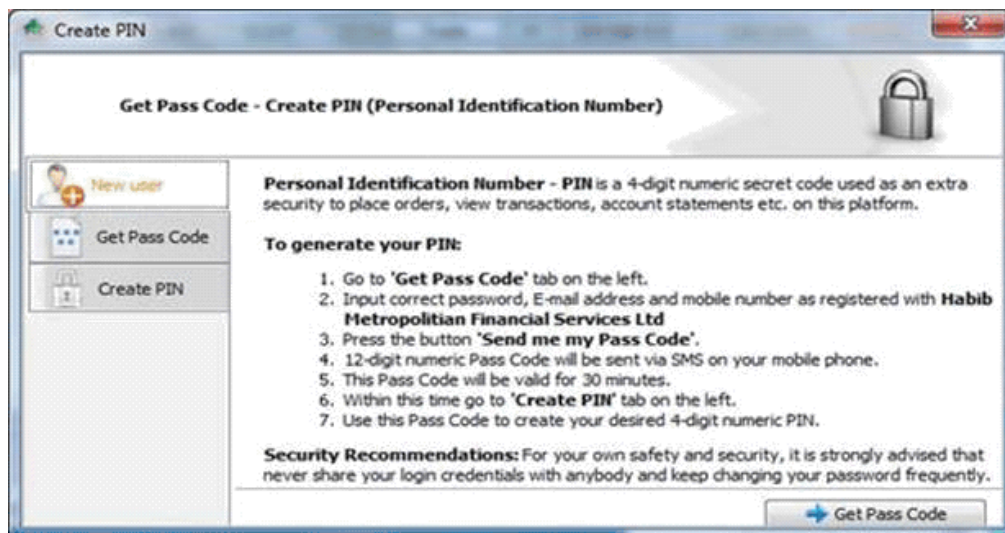 Create PIN
Get Pass Code - Create PIN (Personal Identification Number)
New user
Get Pass Code
Create PIN
Personal Identification Number - PIN is a 4-digit numeric secret code used as an extra
security to place orders, view transactions, account statements etc. on this platform.
To generate your PIN:
1. Go to 'Get Pass Code' tab on the left.
2. Input correct password, E-mail address and mobile number as registered with Habib
Metropolitian Financial Services Ltd
3. Press the button 'Send me my Pass Code'.
4. 12-digit numeric Pass Code will be sent via SMS on your mobile phone.
5. This Pass Code will be valid for 30 minutes.
6. Within this time go to 'Create PIN' tab on the left.
7. Use this Pass Code to create your desired 4-digit numeric PIN.
Security Recommendations: For your own safety and security, it is strongly advised that
never share your login credentials with anybody and keep changing your password frequently.
Get Pass Code